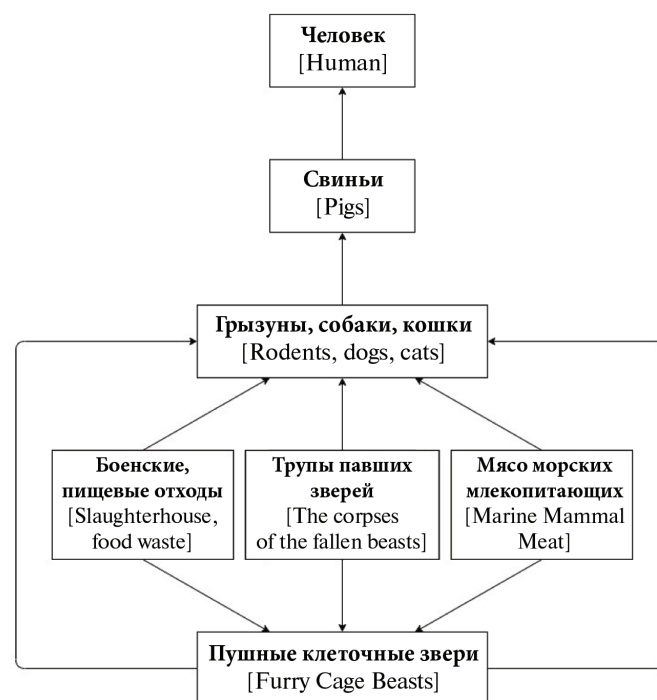 Человек
[Human]
Свиньи
[Pigs]
Грызуны, собаки, кошки
[Rodents, dogs, cats]
Боенские,
пищевые отходы
[Slaughterhouse,
food waste]
Трупы павших
зверей
[The corpses
of the fallen beasts]
Мясо морских
млекопитающих
[Marine Mammal
Meat]
Пушные клеточные звери
[Furry Cage Beasts]